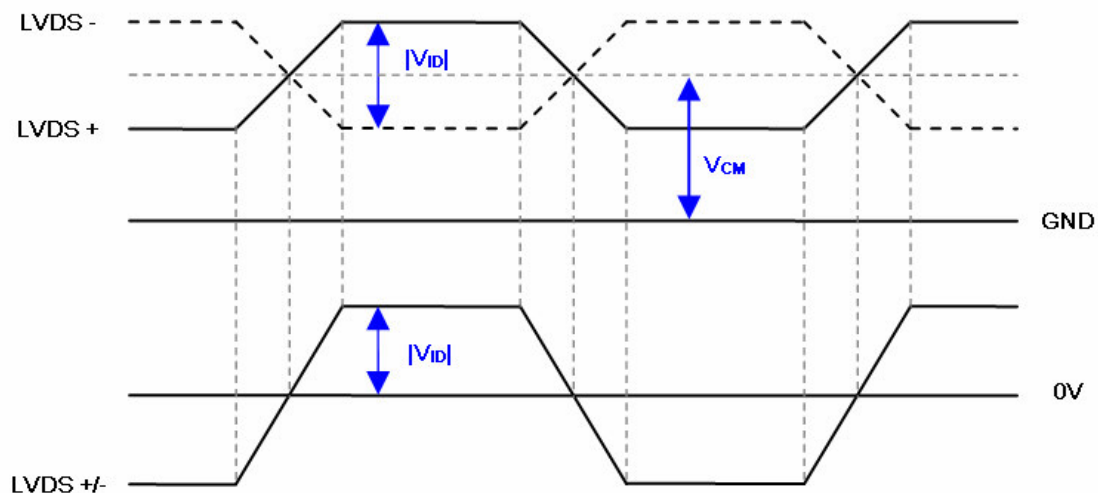 LVDS -
|VID|
LVDS +
VCM
GND
|VID|
0V
LVDS +/-